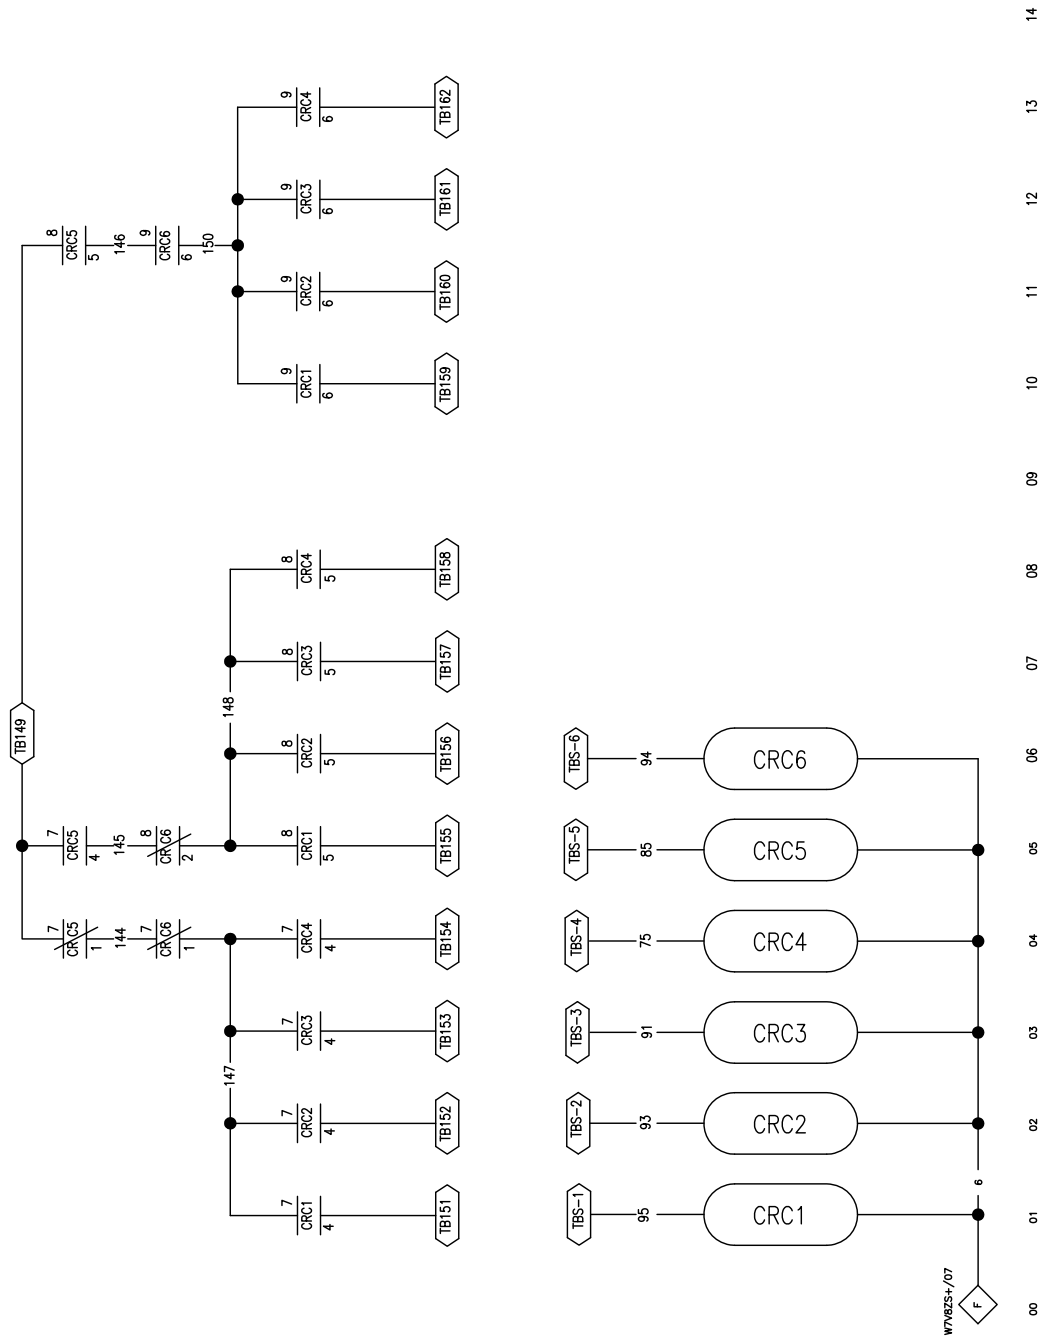 TB149
7
CRC5
1
144
7
CRC6
1
7
CRC5
4
145
8
CRC6
2
8
CRC5
5
146
9
CRC6
6
150
147
7
CRC1
4
TB151
7
CRC2
4
TB152
7
CRC3
4
TB153
7
CRC4
4
TB154
148
8
CRC1
5
TB155
8
CRC2
5
TB156
8
CRC3
5
TB157
8
CRC4
5
TB158
9
CRC1
6
TB159
9
CRC2
6
TB160
9
CRC3
6
TB161
9
CRC4
6
TB162
TBS-1
95
CRC1
TBS-2
93
CRC2
TBS-3
91
CRC3
TBS-4
75
CRC4
TBS-5
85
CRC5
TBS-6
94
CRC6
W7V8ZS+/07
F
6
00
01
02
03
04
05
06
07
08
09
10
11
12
13
14